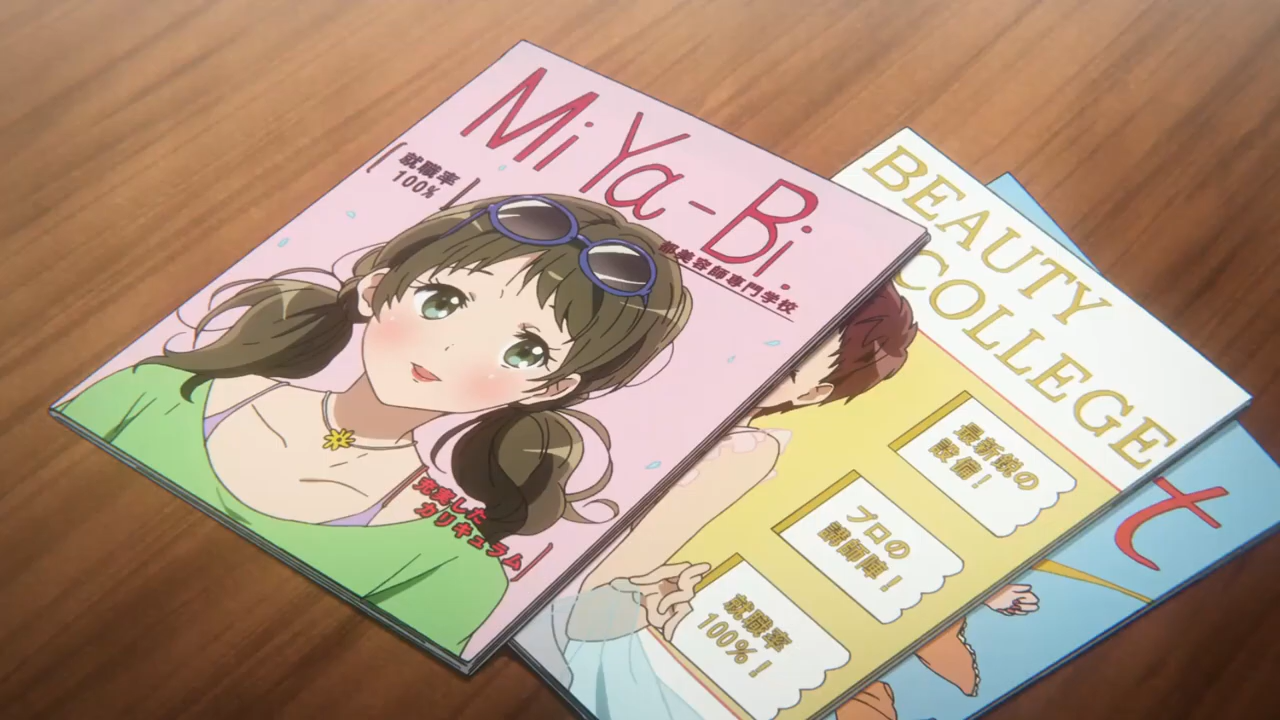 Mi Ya-Bi.
就職率
100%
都美容師専門学校
充実した
カリキュラム
BEAUTY
COLLEGE
最新鋭の
設備!
プロの
講師陣!
就職率
100%!
t